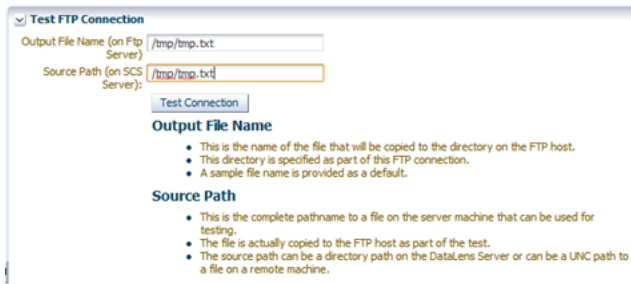 Test FTP Connection
Output File Name (on Ftp
Server)
/tmp/tmp.txt
Source Path (on SCS
Server):
/tmp/tmp.txt
Test Connection
Output File Name
This is the name of the file that will be copied to the directory on the FTP host.
This directory is specified as part of this FTP connection.
A sample file name is provided as a default.
Source Path
This is the complete pathname to a file on the server machine that can be used for
testing.
The file is actually copied to the FTP host as part of the test.
The source path can be a directory path on the DataLens Server or can be a UNC path to
a file on a remote machine.